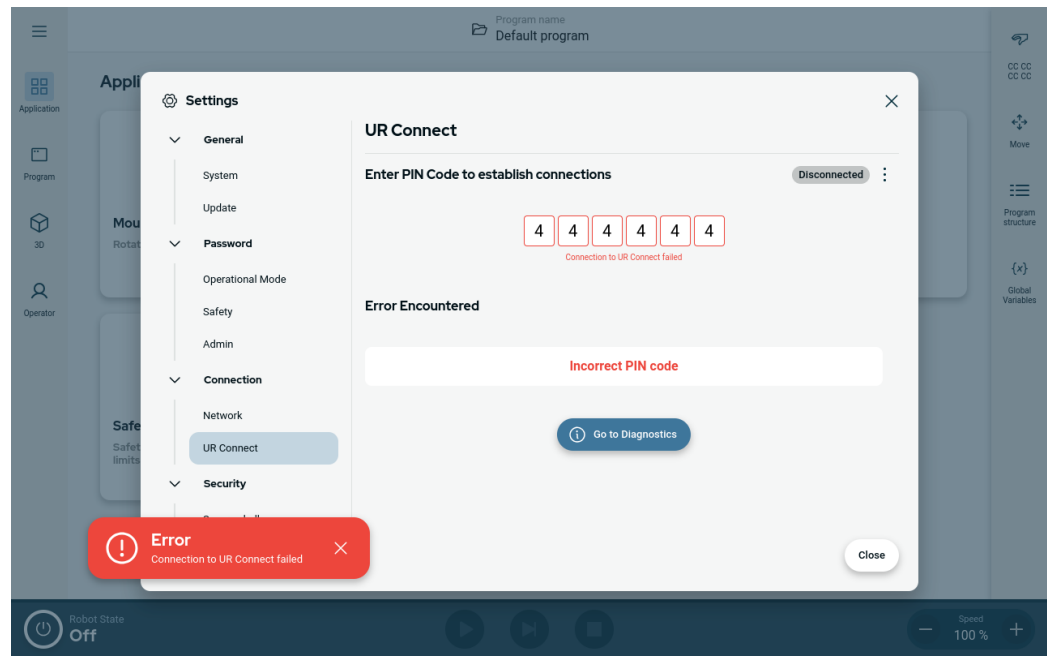 Program name
Default program
Appli
Application
Program
3D
Operator
Mou
Rotat
Safe
Safet
limits
Settings
General
System
Update
Password
Operational Mode
Safety
Admin
Connection
Network
UR Connect
Security
UR Connect
Enter PIN Code to establish connections
Disconnected
4 4 4 4 4 4
Connection to UR Connect failed
Error Encountered
Incorrect PIN code
Go to Diagnostics
Close
Error
Connection to UR Connect failed
CC CC
CC CC
Move
Program
structure
{x}
Global
Variables
Robot State
Off
Speed
100 %